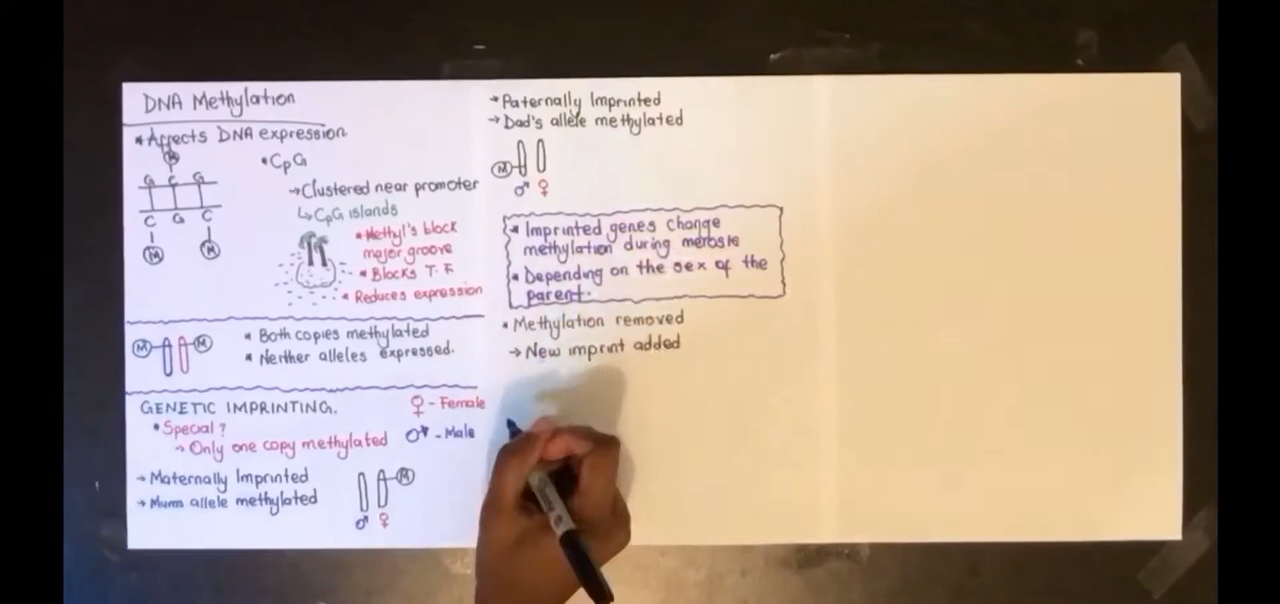 DNA Methylation
* Affects DNA expression
M
G C G
C G C
M M
* CpG
→ Clustered near promoter
↳ CpG islands
* Methyl's block
major groove
* Blocks T.F
* Reduces expression
M M
* Both copies methylated
* Neither alleles expressed.
GENETIC IMPRINTING.
* Special?
→ Only one copy methylated
♀ - Female
♂ - Male
→ Maternally Imprinted
→ Mums allele methylated
M
♂ ♀
→ Paternally Imprinted
→ Dad's allele methylated
M
♂ ♀
* Imprinted genes change
methylation during meiosis
* Depending on the sex of the
parent.
* Methylation removed
→ New imprint added